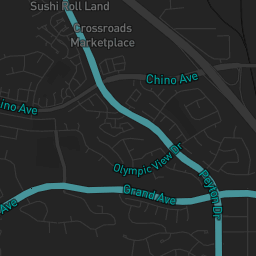 Sushi Roll Land
Crossroads
Marketplace
Chino Ave
ino Ave
Olympic View Dr
Peyton Dr
Grand Ave
Ave